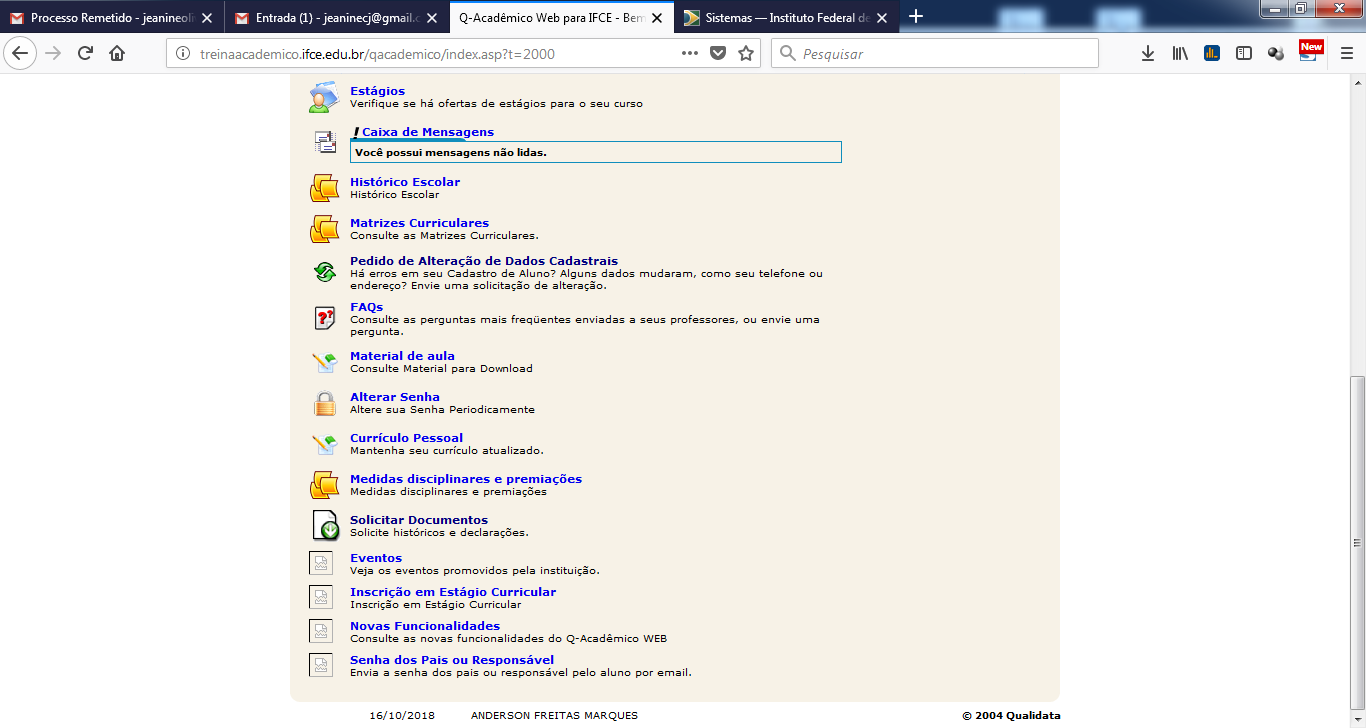 Processo Remetido - jeanineoli
Entrada (1) - jeaninecj@gmail.c
Q-Acadêmico Web para IFCE - Bem
Sistemas — Instituto Federal de
treinaacademico.ifce.edu.br/qacademico/index.asp?t=2000
Pesquisar
New
Estágios
Verifique se há ofertas de estágios para o seu curso
! Caixa de Mensagens
Você possui mensagens não lidas.
Histórico Escolar
Histórico Escolar
Matrizes Curriculares
Consulte as Matrizes Curriculares.
Pedido de Alteração de Dados Cadastrais
Há erros em seu Cadastro de Aluno? Alguns dados mudaram, como seu telefone ou
endereço? Envie uma solicitação de alteração.
FAQs
Consulte as perguntas mais freqüentes enviadas a seus professores, ou envie uma
pergunta.
Material de aula
Consulte Material para Download
Alterar Senha
Altere sua Senha Periodicamente
Currículo Pessoal
Mantenha seu currículo atualizado.
Medidas disciplinares e premiações
Medidas disciplinares e premiações
Solicitar Documentos
Solicite históricos e declarações.
Eventos
Veja os eventos promovidos pela instituição.
Inscrição em Estágio Curricular
Inscrição em Estágio Curricular
Novas Funcionalidades
Consulte as novas funcionalidades do Q-Acadêmico WEB
Senha dos Pais ou Responsável
Envia a senha dos pais ou responsável pelo aluno por email.
16/10/2018 ANDERSON FREITAS MARQUES © 2004 Qualidata